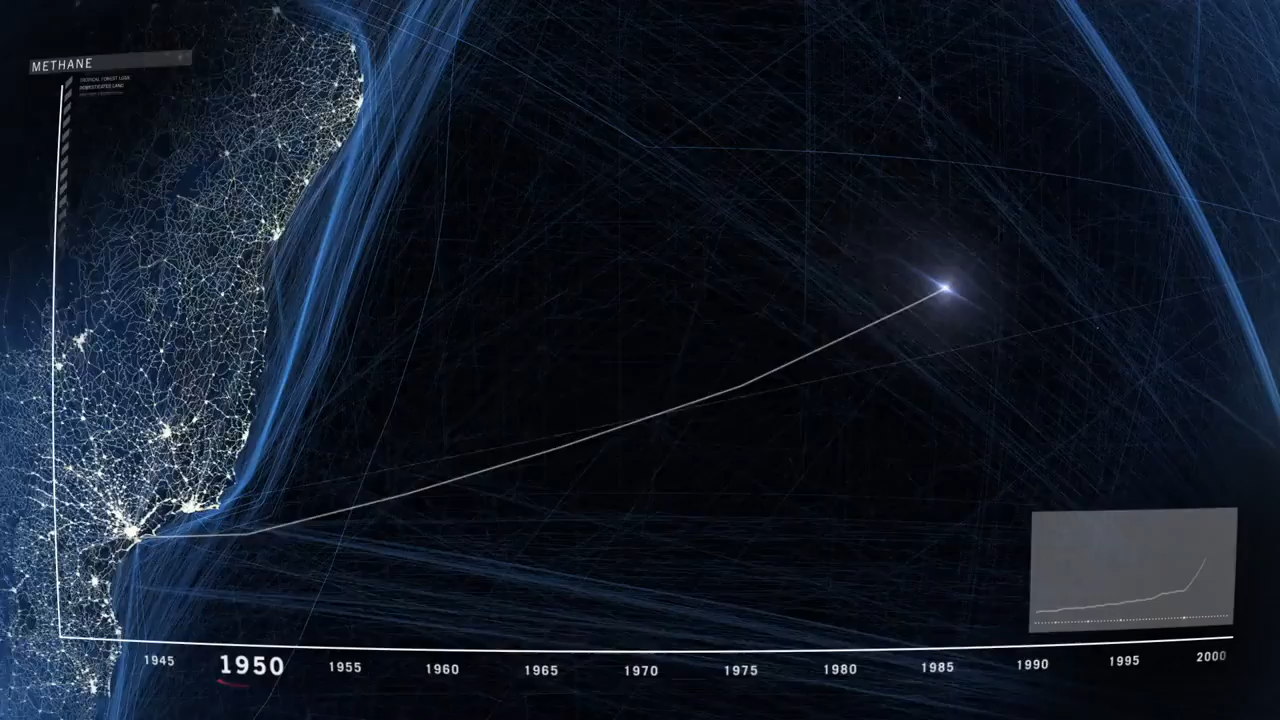 METHANE
TROPICAL FOREST LOSS
DOMESTICATED LAND
1945 1950 1955 1960 1965 1970 1975 1980 1985 1990 1995 2000